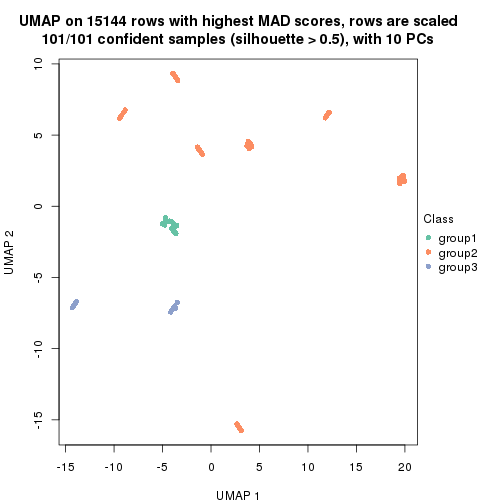 UMAP on 15144 rows with highest MAD scores, rows are scaled
101/101 confident samples (silhouette > 0.5), with 10 PCs
10
5
0
-5
-10
-15
UMAP 2
-15
-10
-5
0
5
10
15
20
UMAP 1
Class
group1
group2
group3